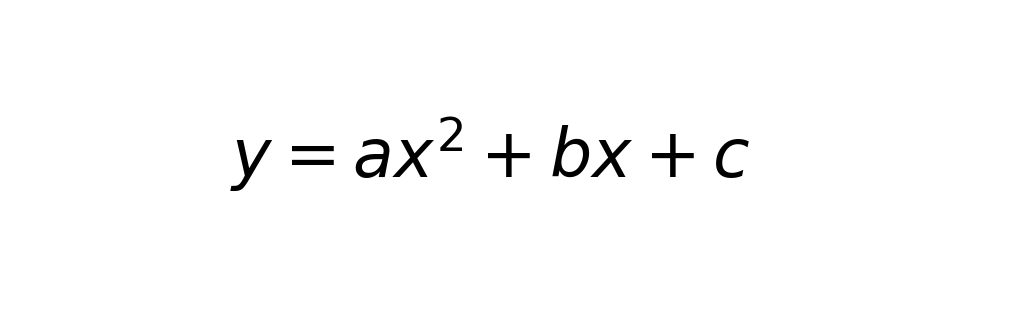 y = ax² + bx + c